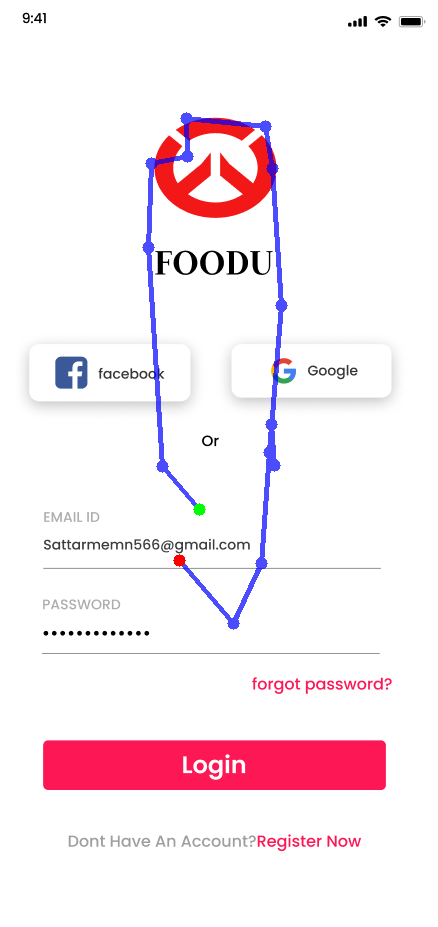 9:41
FOODU
facebook
Google
Or
EMAIL ID
Sattarmemn566@gmail.com
PASSWORD
•••••••••••••
forgot password?
Login
Dont Have An Account?Register Now